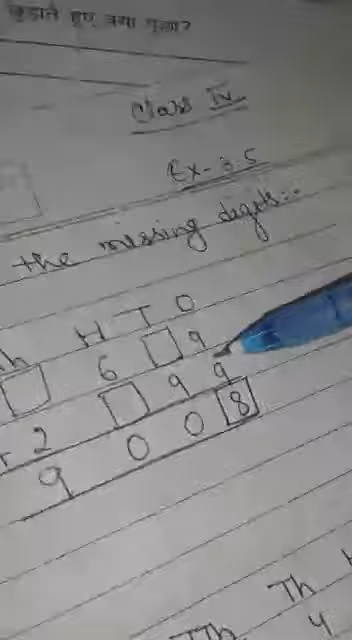 छुड़ाते हुए क्या पूछा?
Class IV
Ex-3.5
the missing digits:-
Th H T O
□ 6 □ 9
+ 2 □ 9 9
9 0 0 8
Th
TTh 4